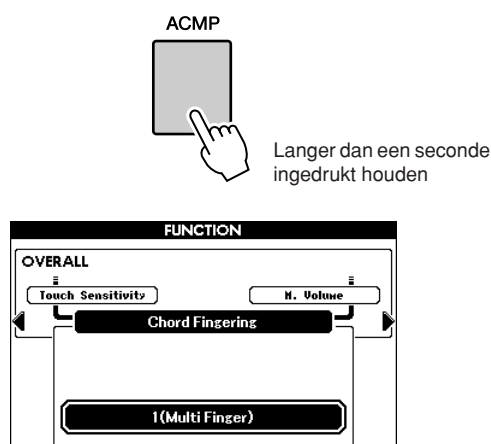 ACMP
Langer dan een seconde
ingedrukt houden
FUNCTION
OVERALL
Touch Sensitivity
M. Volume
Chord Fingering
1(Multi Finger)